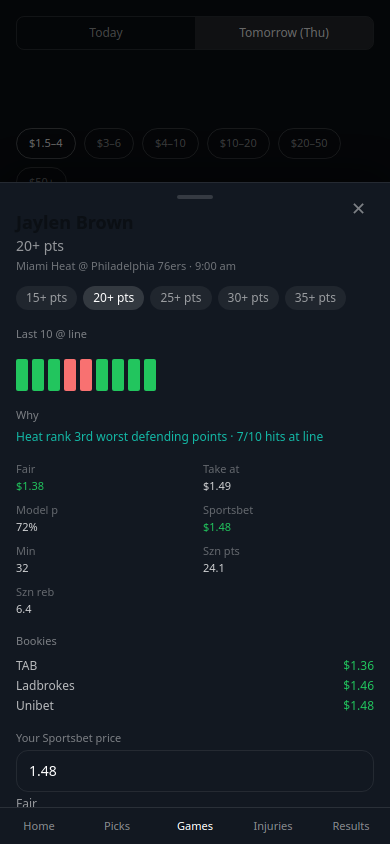 Today Tomorrow (Thu)
$1.5–4 $3–6 $4–10 $10–20 $20–50
$50+
Jaylen Brown
20+ pts
Miami Heat @ Philadelphia 76ers · 9:00 am
15+ pts 20+ pts 25+ pts 30+ pts 35+ pts
Last 10 @ line
Why
Heat rank 3rd worst defending points · 7/10 hits at line
Fair Take at
$1.38 $1.49
Model p Sportsbet
72% $1.48
Min Szn pts
32 24.1
Szn reb
6.4
Bookies
TAB $1.36
Ladbrokes $1.46
Unibet $1.48
Your Sportsbet price
1.48
Fair
Home Picks Games Injuries Results